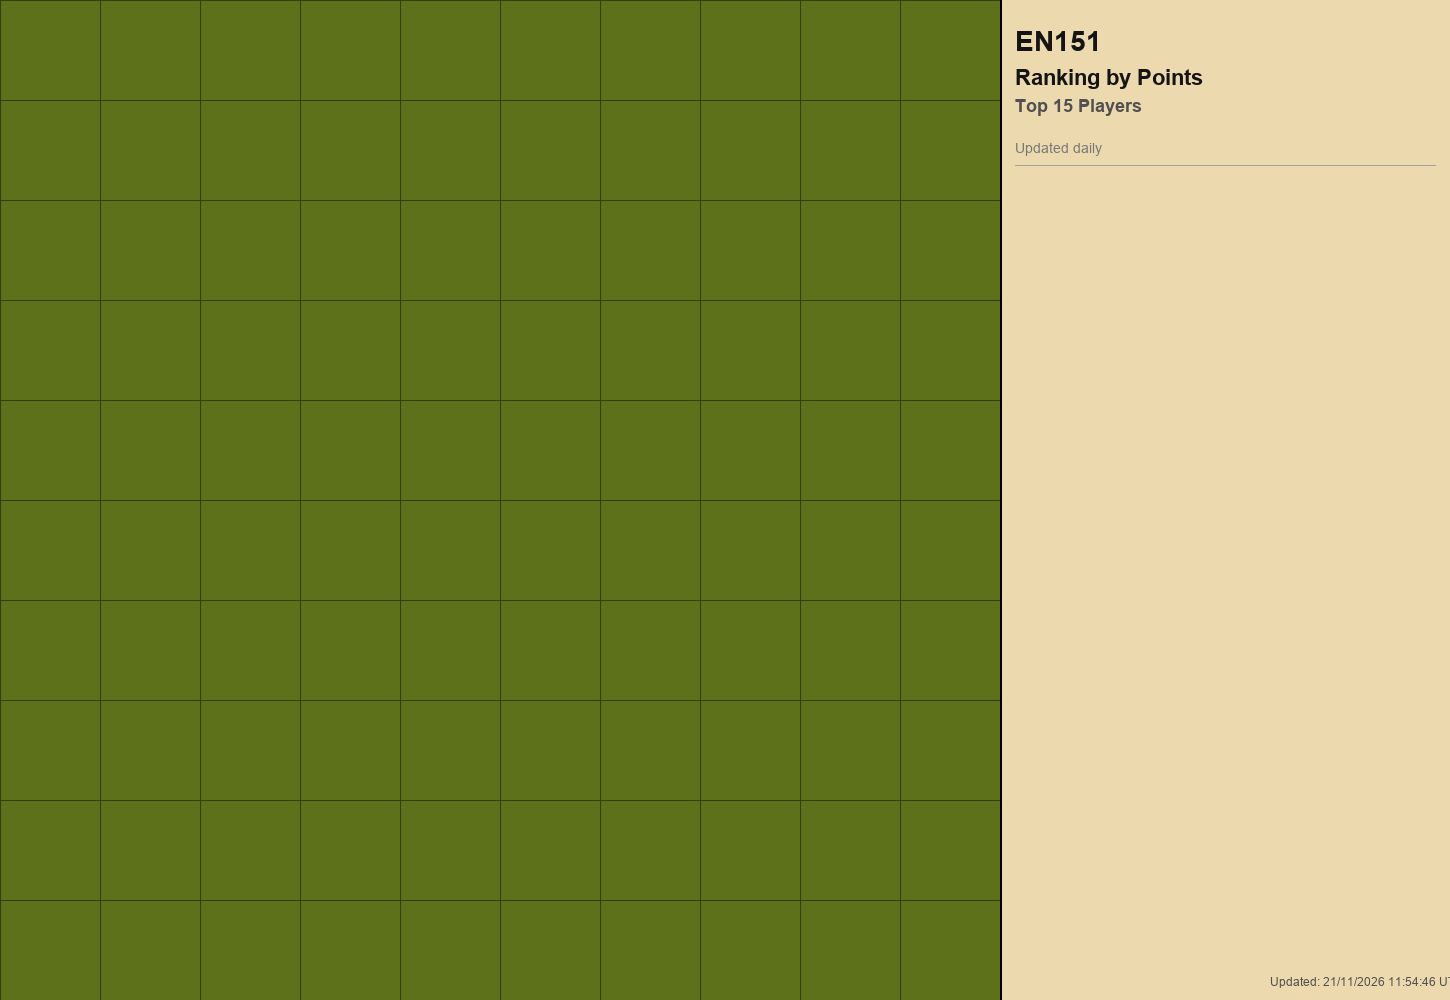 EN151
Ranking by Points
Top 15 Players
Updated daily
Updated: 21/11/2026 11:54:46